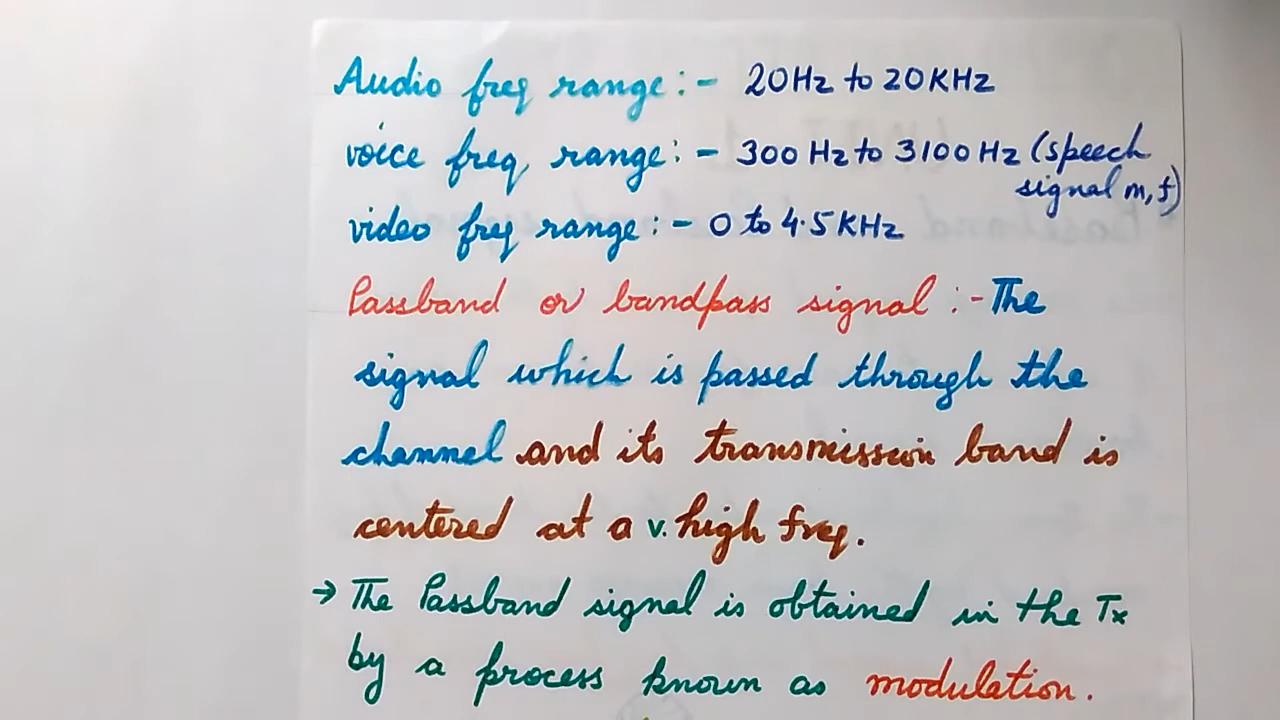 Audio freq range:- 20Hz to 20KHz
voice freq range:- 300 Hz to 3100 Hz (speech
signal m, f)
video freq range:- 0 to 4.5KHz
Passband or bandpass signal:- The
signal which is passed through the
channel and its transmission band is
centered at a v. high freq.
→ The Passband signal is obtained in the Tx
by a process known as modulation.